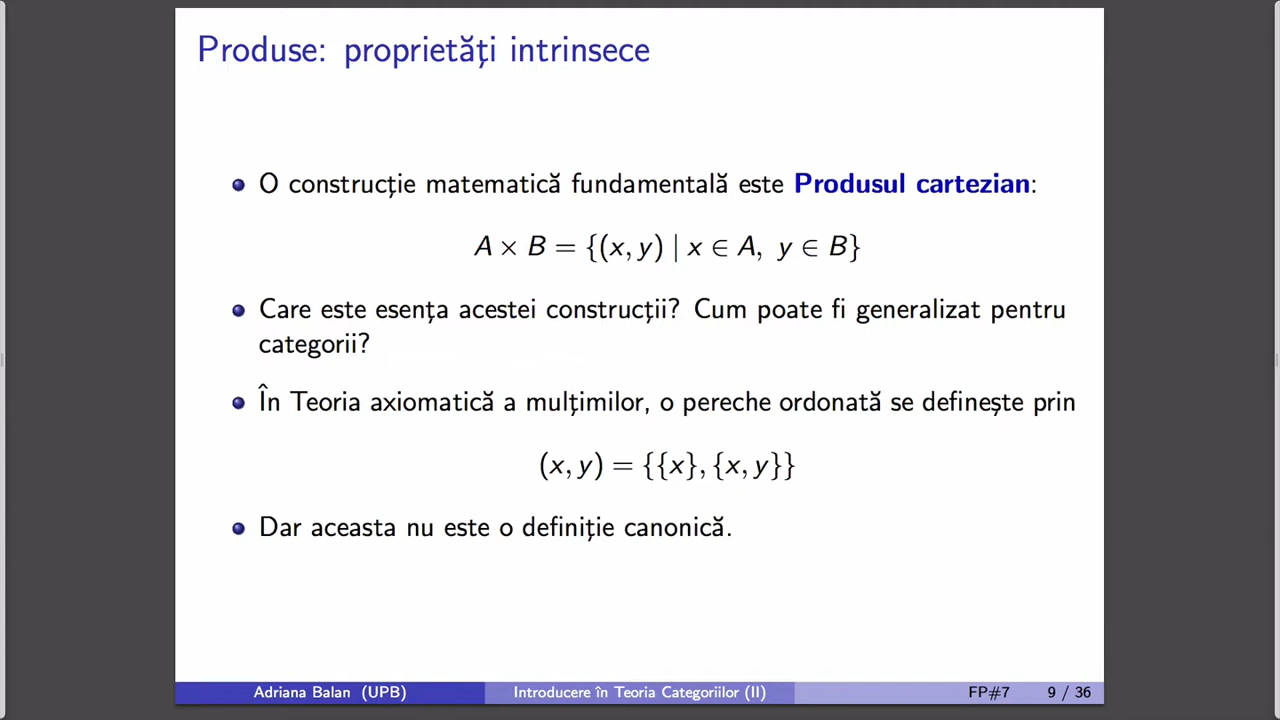 Produse: proprietăți intrinsece
O construcție matematică fundamentală este Produsul cartezian:
A × B = {(x, y) | x ∈ A, y ∈ B}
Care este esența acestei construcții? Cum poate fi generalizat pentru
categorii?
În Teoria axiomatică a mulțimilor, o pereche ordonată se definește prin
(x, y) = {{x}, {x, y}}
Dar aceasta nu este o definiție canonică.
Adriana Balan (UPB) Introducere în Teoria Categoriilor (II) FP#7 9 / 36